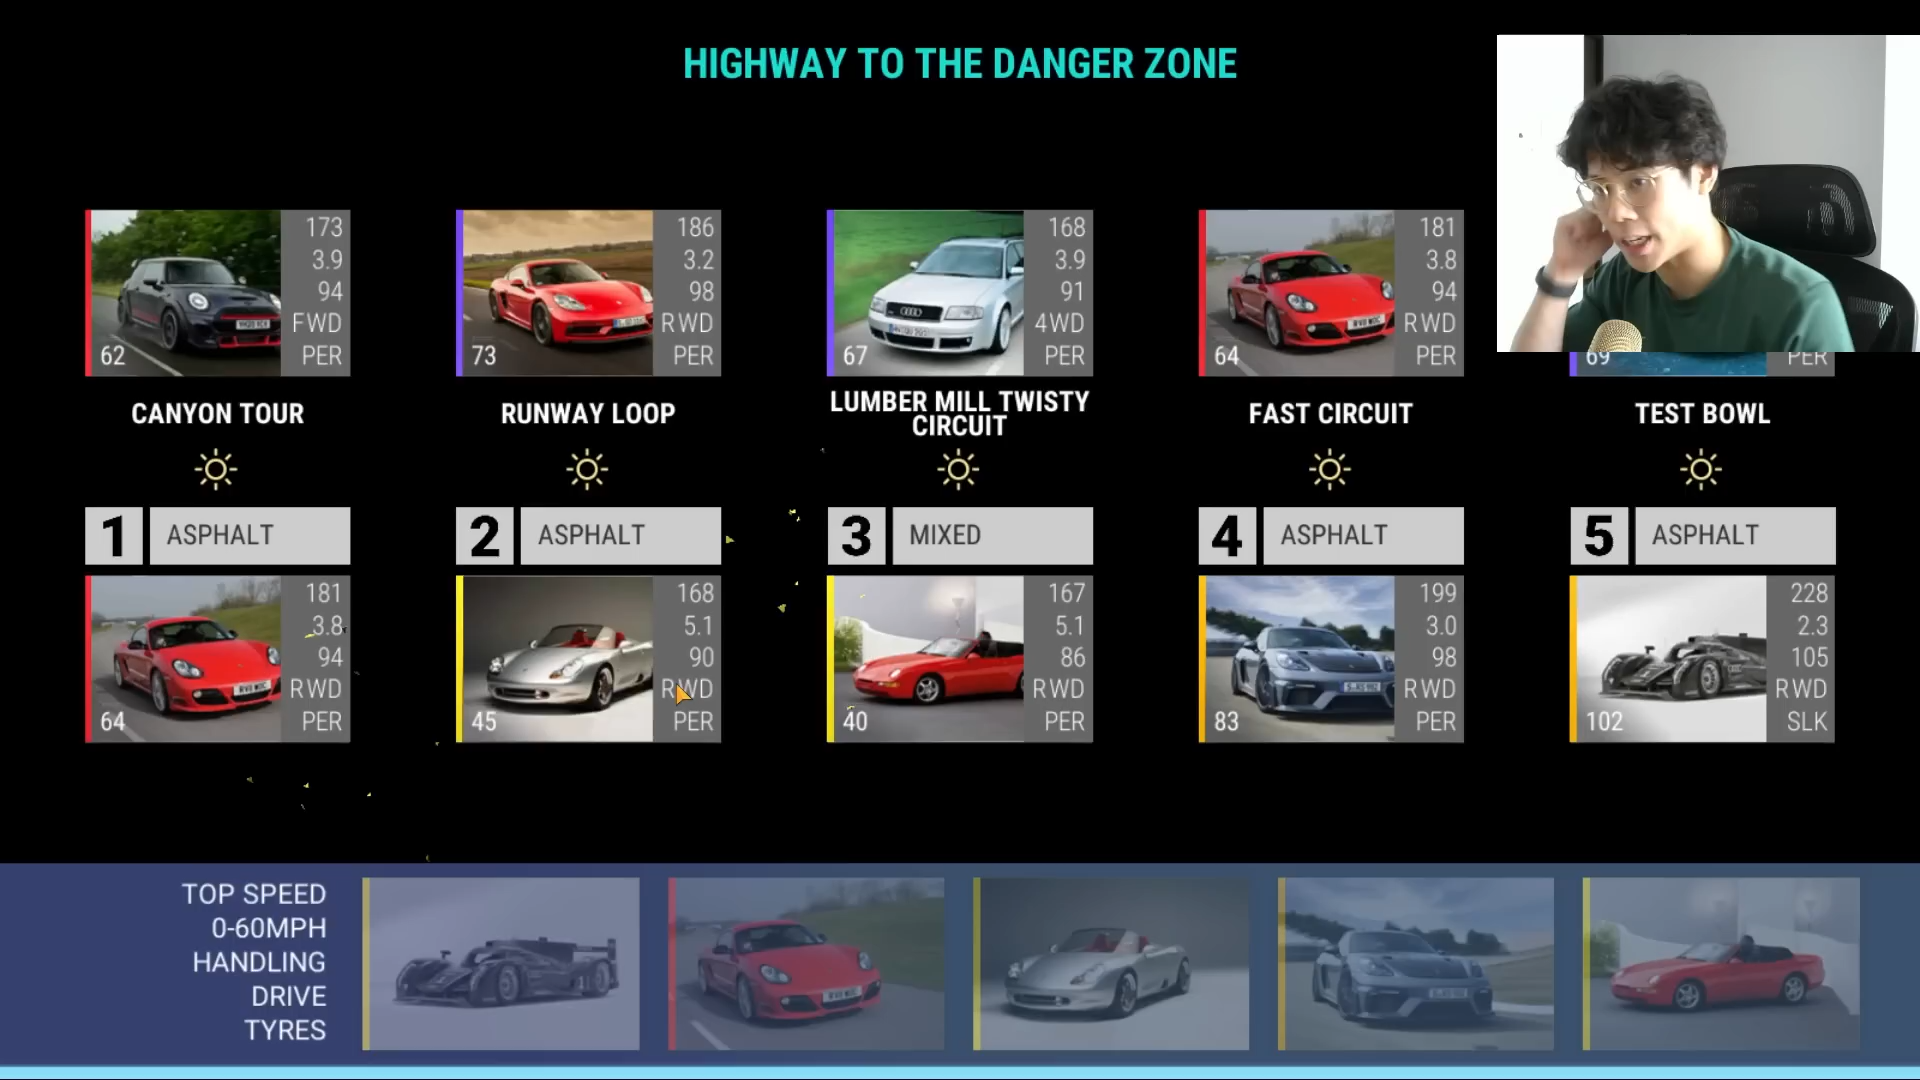 HIGHWAY TO THE DANGER ZONE
173
3.9
94
FWD
62 PER
186
3.2
98
RWD
73 PER
168
3.9
91
4WD
67 PER
181
3.8
94
RWD
64 PER
69 PER
CANYON TOUR
RUNWAY LOOP
LUMBER MILL TWISTY
CIRCUIT
FAST CIRCUIT
TEST BOWL
1 ASPHALT
2 ASPHALT
3 MIXED
4 ASPHALT
5 ASPHALT
181
3.8
94
RWD
64 PER
168
5.1
90
RWD
45 PER
167
5.1
86
RWD
40 PER
199
3.0
98
RWD
83 PER
228
2.3
105
RWD
102 SLK
TOP SPEED
0-60MPH
HANDLING
DRIVE
TYRES